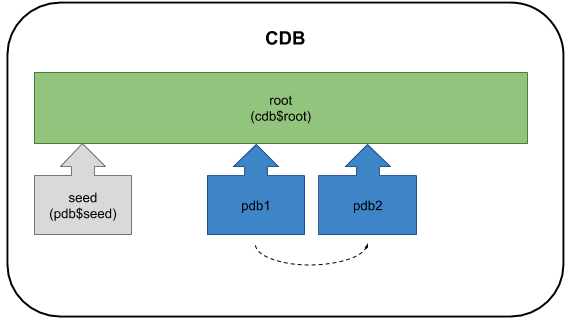 CDB
root
(cdb$root)
seed
(pdb$seed)
pdb1
pdb2